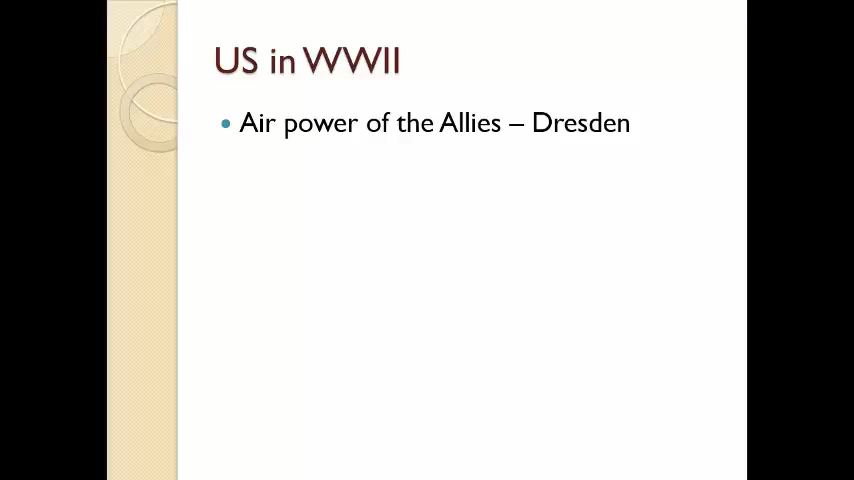 US in WWII
• Air power of the Allies – Dresden